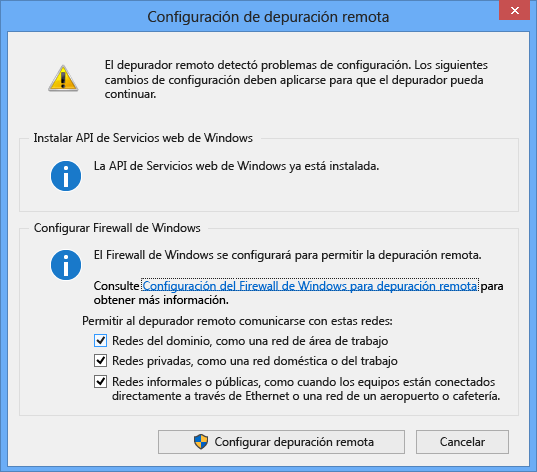 Configuración de depuración remota
El depurador remoto detectó problemas de configuración. Los siguientes
cambios de configuración deben aplicarse para que el depurador pueda
continuar.
Instalar API de Servicios web de Windows
La API de Servicios web de Windows ya está instalada.
Configurar Firewall de Windows
El Firewall de Windows se configurará para permitir la depuración remota.
Consulte Configuración del Firewall de Windows para depuración remota para
obtener más información.
Permitir al depurador remoto comunicarse con estas redes:
Redes del dominio, como una red de área de trabajo
Redes privadas, como una red doméstica o del trabajo
Redes informales o públicas, como cuando los equipos están conectados
directamente a través de Ethernet o una red de un aeropuerto o cafetería.
Configurar depuración remota
Cancelar